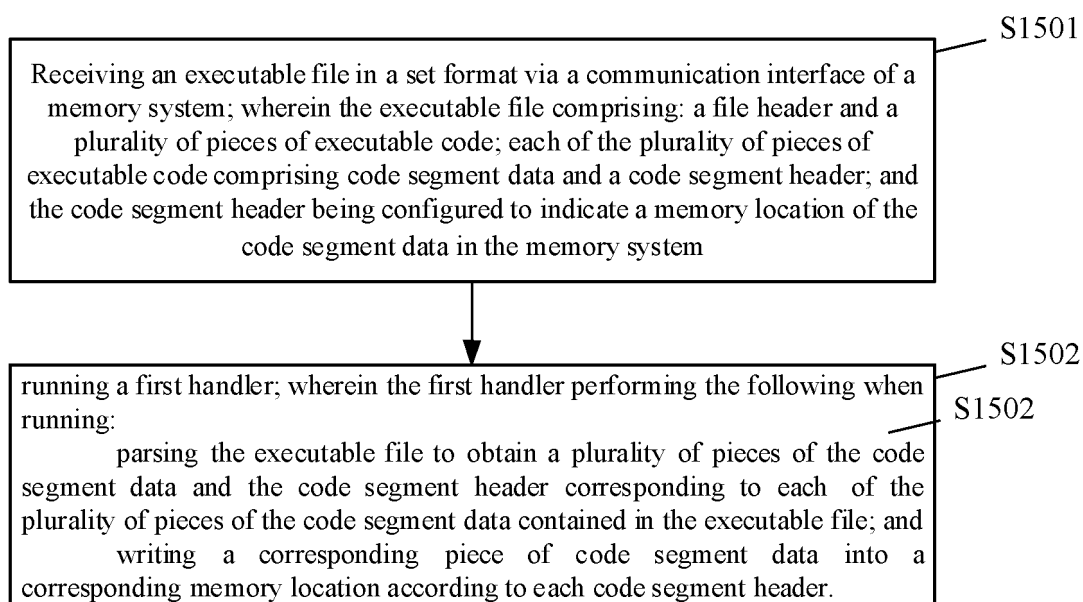 S1501
Receiving an executable file in a set format via a communication interface of a
memory system; wherein the executable file comprising: a file header and a
plurality of pieces of executable code; each of the plurality of pieces of
executable code comprising code segment data and a code segment header; and
the code segment header being configured to indicate a memory location of the
code segment data in the memory system
S1502
running a first handler; wherein the first handler performing the following when
running:
S1502
parsing the executable file to obtain a plurality of pieces of the code
segment data and the code segment header corresponding to each of the
plurality of pieces of the code segment data contained in the executable file; and
writing a corresponding piece of code segment data into a
corresponding memory location according to each code segment header.